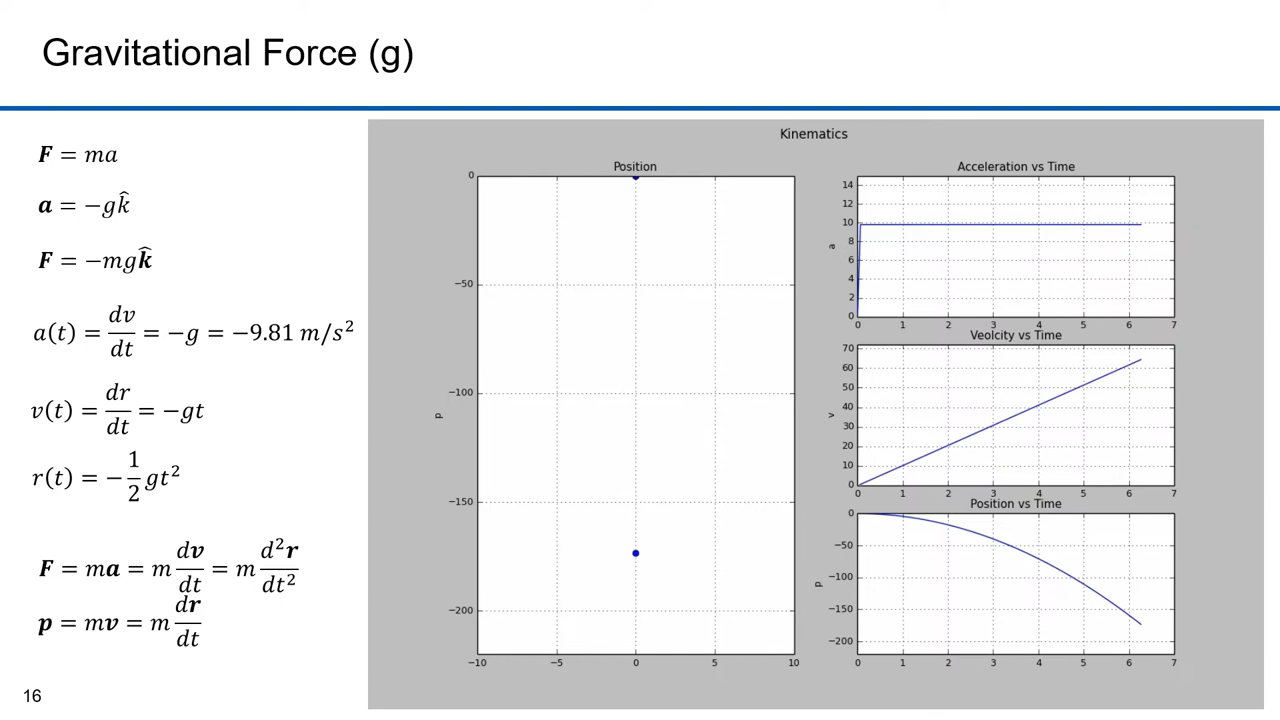 Gravitational Force (g)
𝑭 = ma
𝒂 = −gk̂
𝑭 = −mg𝒌̂
a(t) = dv/dt = −g = −9.81 m/s²
v(t) = dr/dt = −gt
r(t) = −1/2 gt²
𝑭 = m𝒂 = m d𝒗/dt = m d²𝒓/dt²
𝒑 = m𝒗 = m d𝒓/dt
16
Kinematics
Position
0
−50
−100
−150
−200
p
−10 −5 0 5 10
Acceleration vs Time
14
12
10
8
6
4
2
0
a
0 1 2 3 4 5 6 7
Veolcity vs Time
70
60
50
40
30
20
10
0
v
0 1 2 3 4 5 6 7
Position vs Time
0
−50
−100
−150
−200
p
0 1 2 3 4 5 6 7